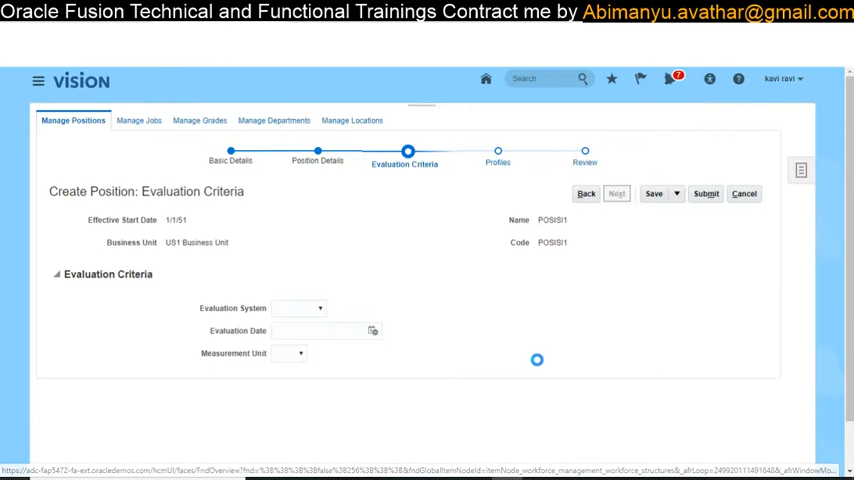 Oracle Fusion Technical and Functional Trainings Contract me by Abimanyu.avathar@gmail.com
VISION
Search
7
?
kavi ravi
Manage Positions
Manage Jobs
Manage Grades
Manage Departments
Manage Locations
Basic Details
Position Details
Evaluation Criteria
Profiles
Review
Create Position: Evaluation Criteria
Back Next Save Submit Cancel
Effective Start Date 1/1/51
Name POSISI1
Business Unit US1 Business Unit
Code POSISI1
Evaluation Criteria
Evaluation System
Evaluation Date
Measurement Unit